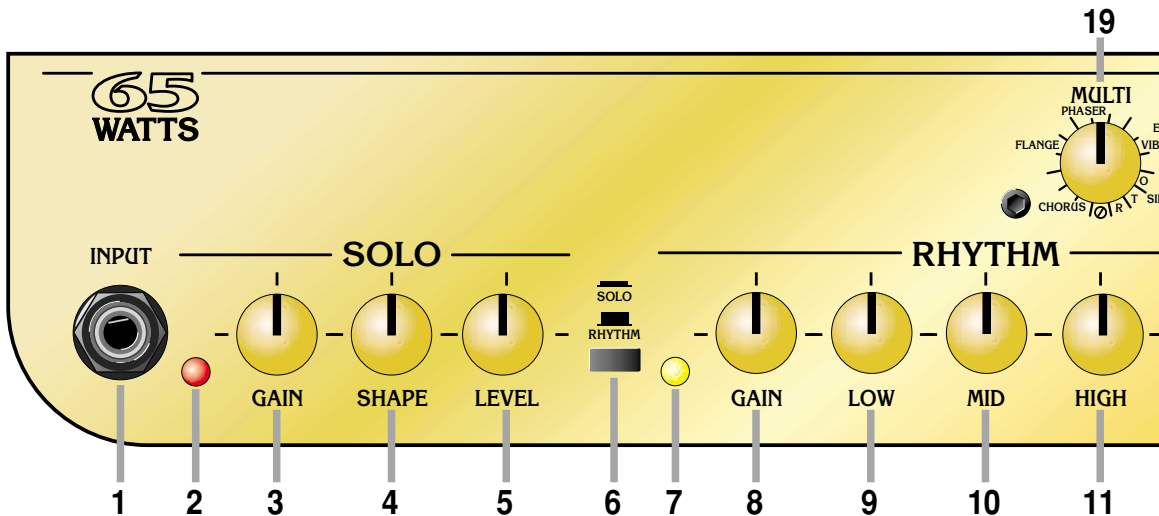 19
65
WATTS
MULTI
PHASER
FLANGE
CHORUS
R T O
INPUT
SOLO
SOLO
RHYTHM
RHYTHM
GAIN SHAPE LEVEL
GAIN LOW MID HIGH
1 2 3 4 5 6 7 8 9 10 11